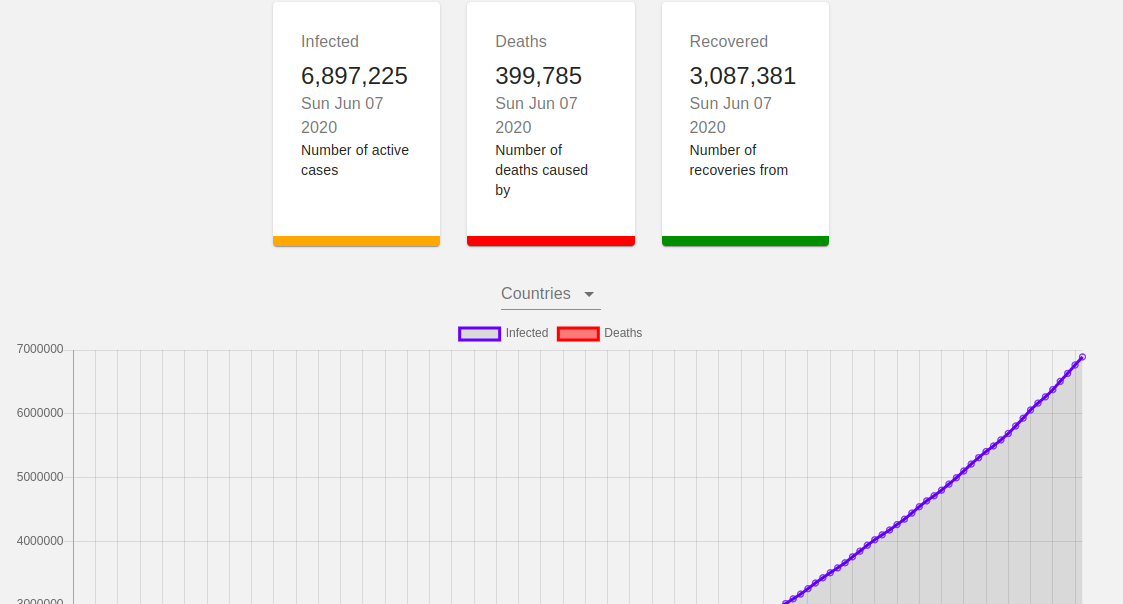 Infected
6,897,225
Sun Jun 07
2020
Number of active
cases
Deaths
399,785
Sun Jun 07
2020
Number of
deaths caused
by
Recovered
3,087,381
Sun Jun 07
2020
Number of
recoveries from
Countries
Infected Deaths
7000000
6000000
5000000
4000000
3000000